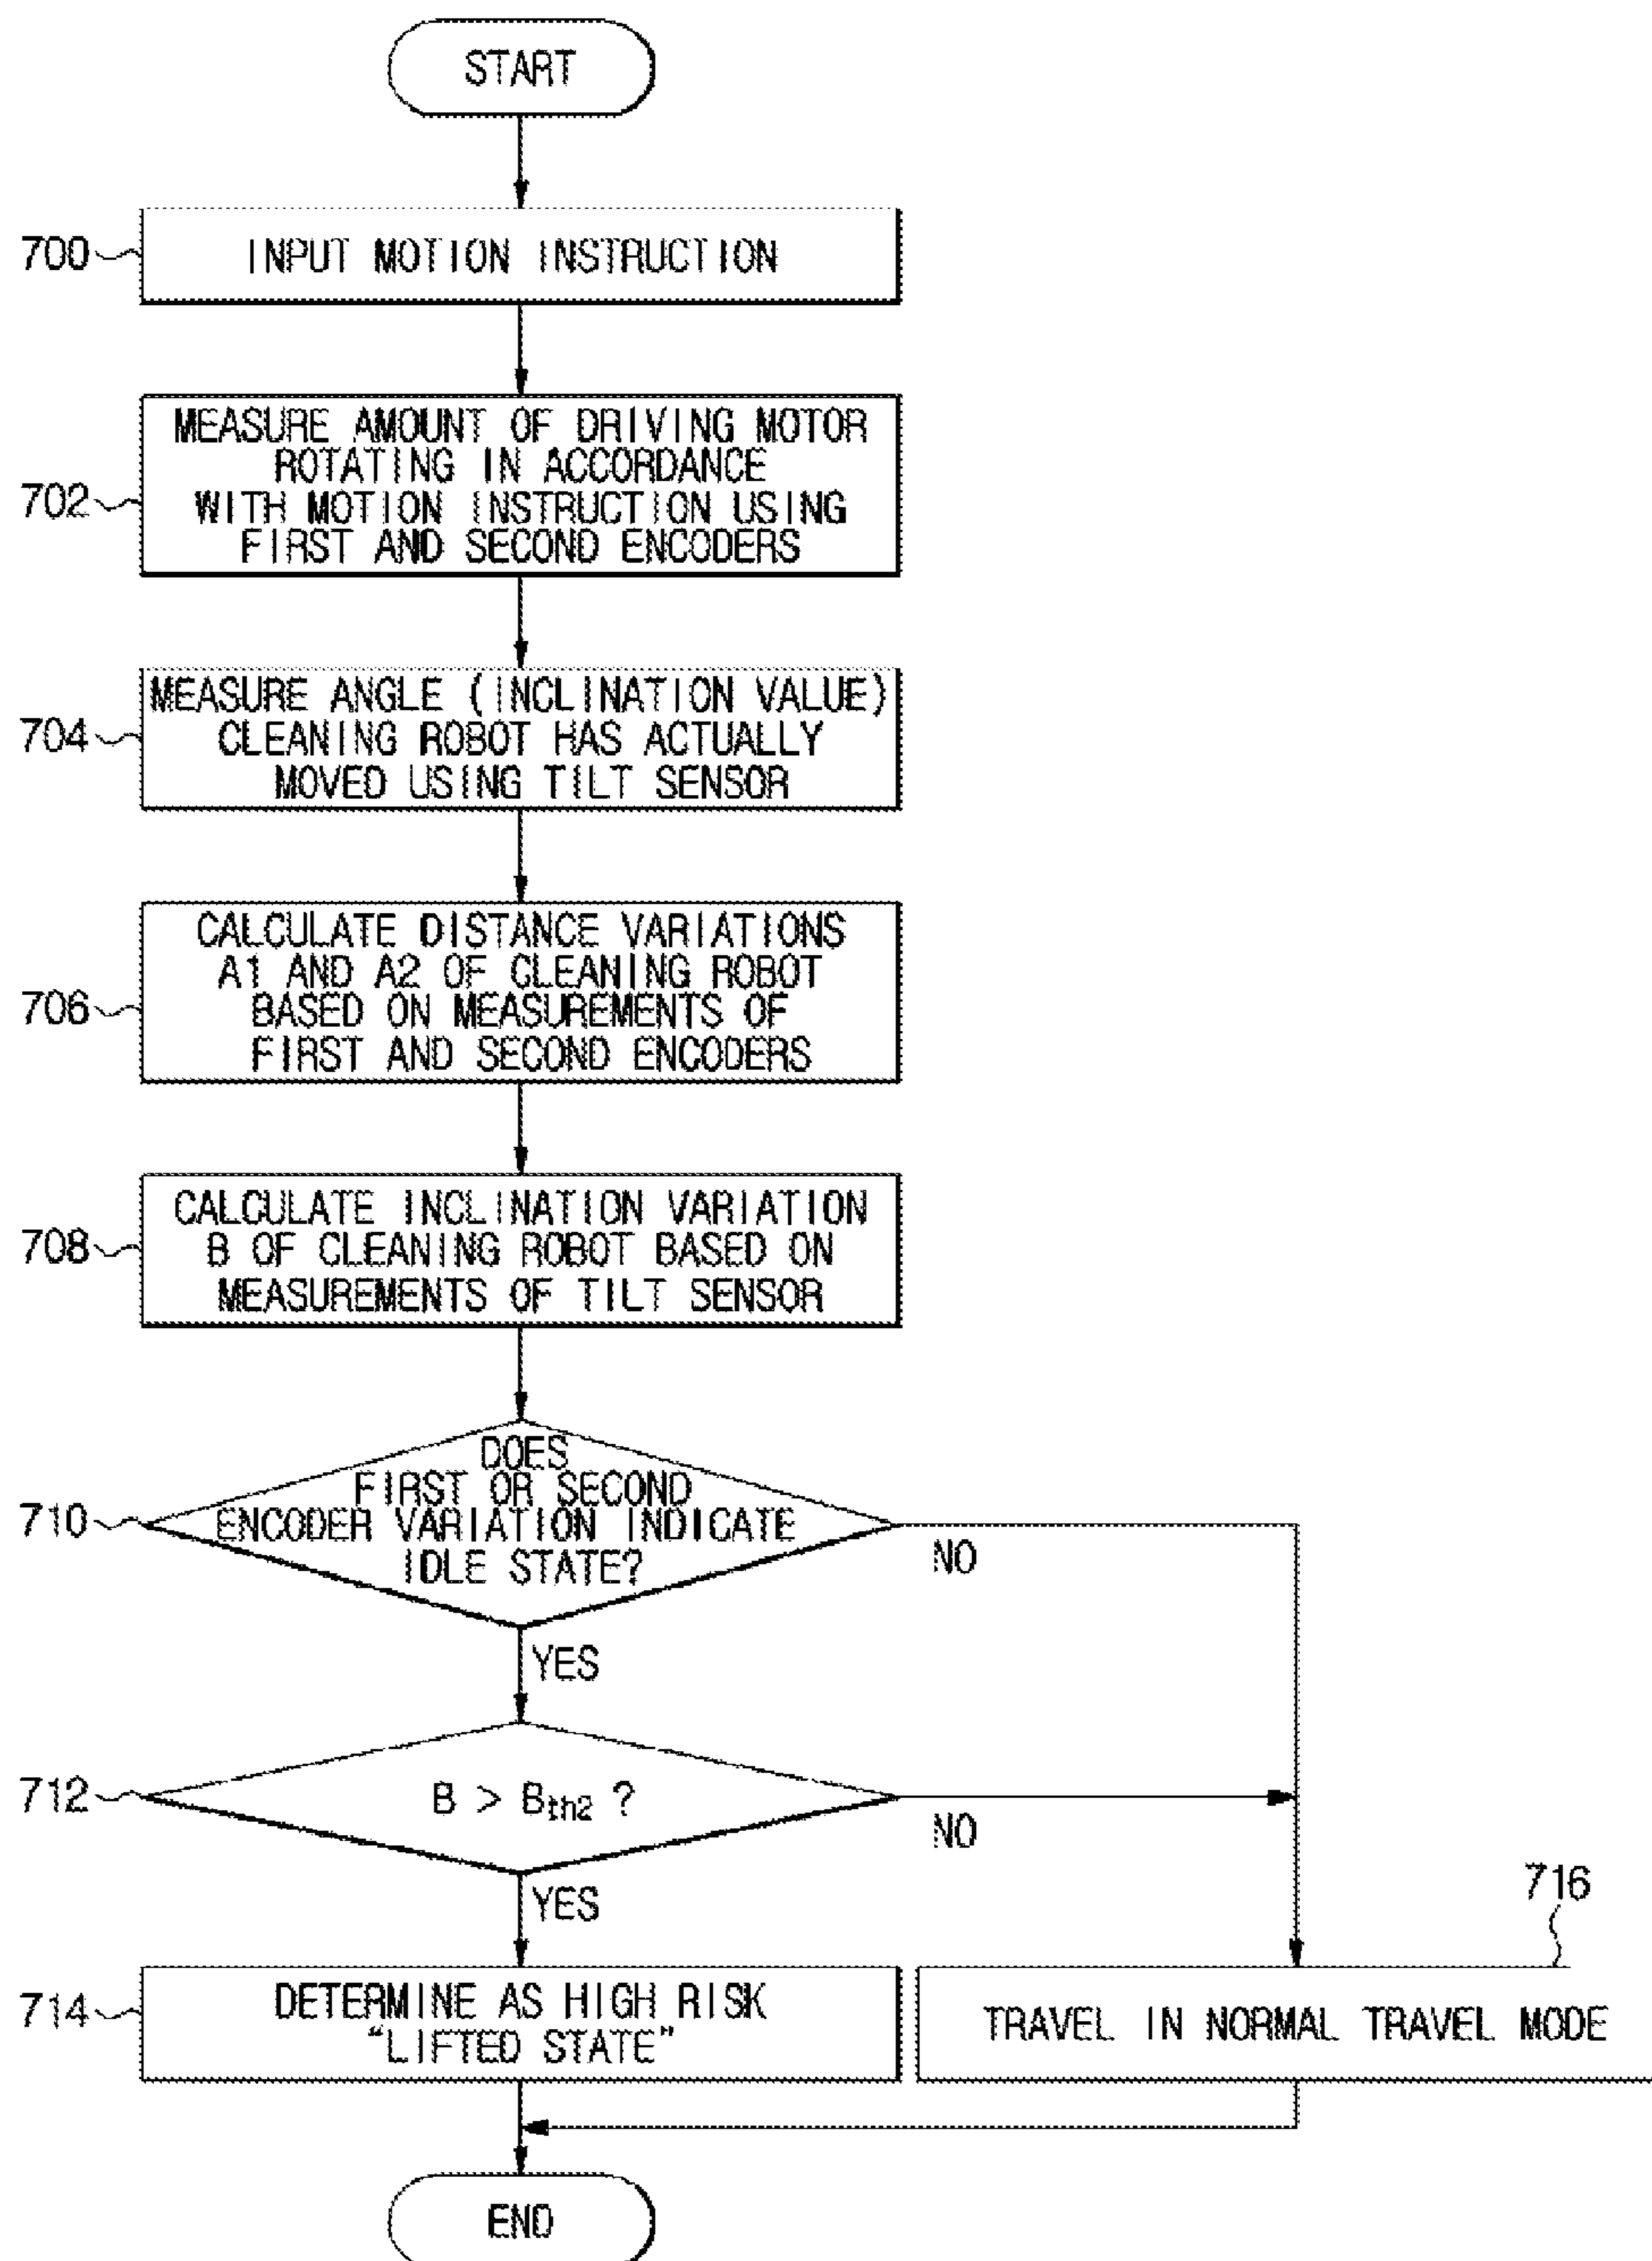 START
700
INPUT MOTION INSTRUCTION
702
MEASURE AMOUNT OF DRIVING MOTOR
ROTATING IN ACCORDANCE
WITH MOTION INSTRUCTION USING
FIRST AND SECOND ENCODERS
704
MEASURE ANGLE (INCLINATION VALUE)
CLEANING ROBOT HAS ACTUALLY
MOVED USING TILT SENSOR
706
CALCULATE DISTANCE VARIATIONS
A1 AND A2 OF CLEANING ROBOT
BASED ON MEASUREMENTS OF
FIRST AND SECOND ENCODERS
708
CALCULATE INCLINATION VARIATION
B OF CLEANING ROBOT BASED ON
MEASUREMENTS OF TILT SENSOR
710
DOES
FIRST OR SECOND
ENCODER VARIATION INDICATE
IDLE STATE?
NO
YES
712
B > Bth2 ?
NO
YES
716
714
DETERMINE AS HIGH RISK
"LIFTED STATE"
TRAVEL IN NORMAL TRAVEL MODE
END